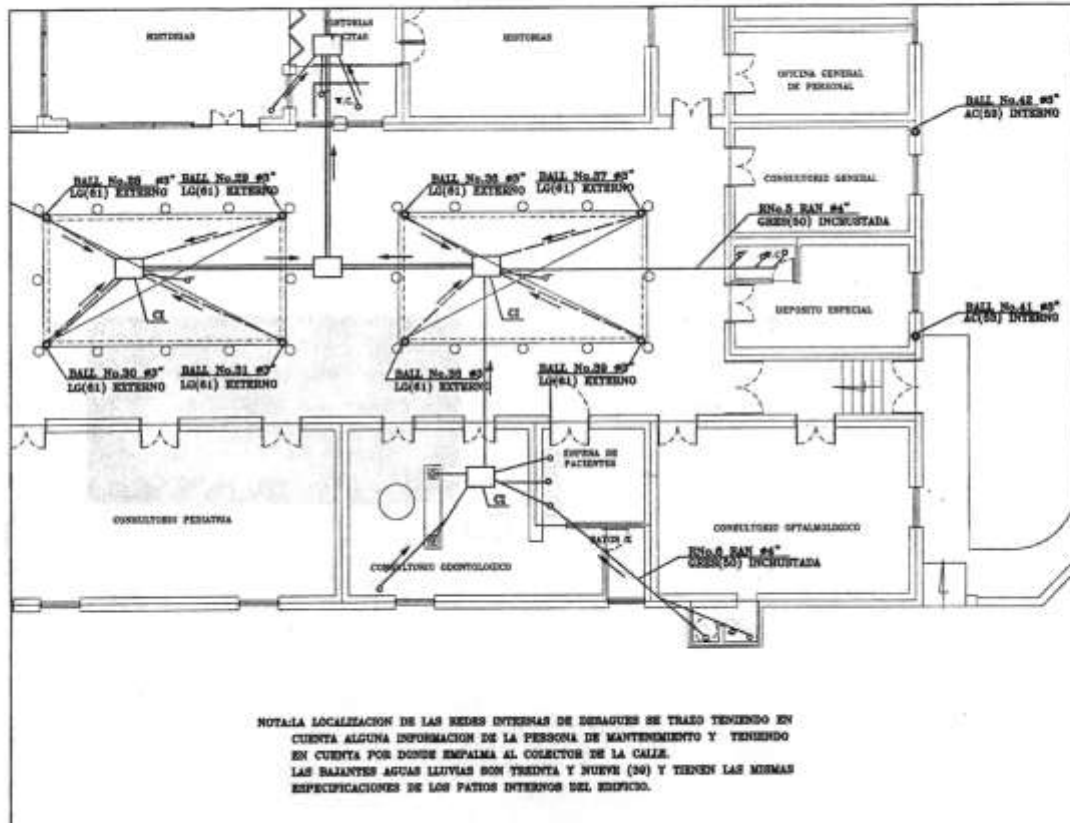 HISTORIAS
CITAS
HISTORIAS
W.C.
OFICINA GENERAL
DE PERSONAL
BALL No.42 ø3"
AC(53) INTERNO
BALL No.28 ø3"
LG(61) EXTERNO
BALL No.29 ø3"
LG(61) EXTERNO
BALL No.36 ø3"
LG(61) EXTERNO
BALL No.37 ø3"
LG(61) EXTERNO
CONSULTORIO GENERAL
RNo.5 RAN ø4"
GRES(50) INCRUSTADA
CI
CI
DEPOSITO ESPECIAL
BALL No.41 ø3"
AC(53) INTERNO
BALL No.30 ø3"
LG(61) EXTERNO
BALL No.31 ø3"
LG(61) EXTERNO
BALL No.38 ø3"
LG(61) EXTERNO
BALL No.39 ø3"
LG(61) EXTERNO
DE
PACIENTES
CI
CONSULTORIO PEDIATRIA
CONSULTORIO OFTALMOLOGOCO
RAYOS X
CONSULTORIO ODONTOLOGICO
RNo.6 RAN ø4"
GRES(50) INCRUSTADA
NOTA:LA LOCALIZACION DE LAS REDES INTERNAS DE DESAGUES SE TRAZO TENIENDO EN
CUENTA ALGUNA INFORMACION DE LA PERSONA DE MANTENIMIENTO Y TENIENDO
EN CUENTA POR DONDE EMPALMA AL COLECTOR DE LA CALLE.
LAS BAJANTES AGUAS LLUVIAS SON TREINTA Y NUEVE (39) Y TIENEN LAS MISMAS
ESPECIFICACIONES DE LOS PATIOS INTERNOS DEL EDIFICIO.